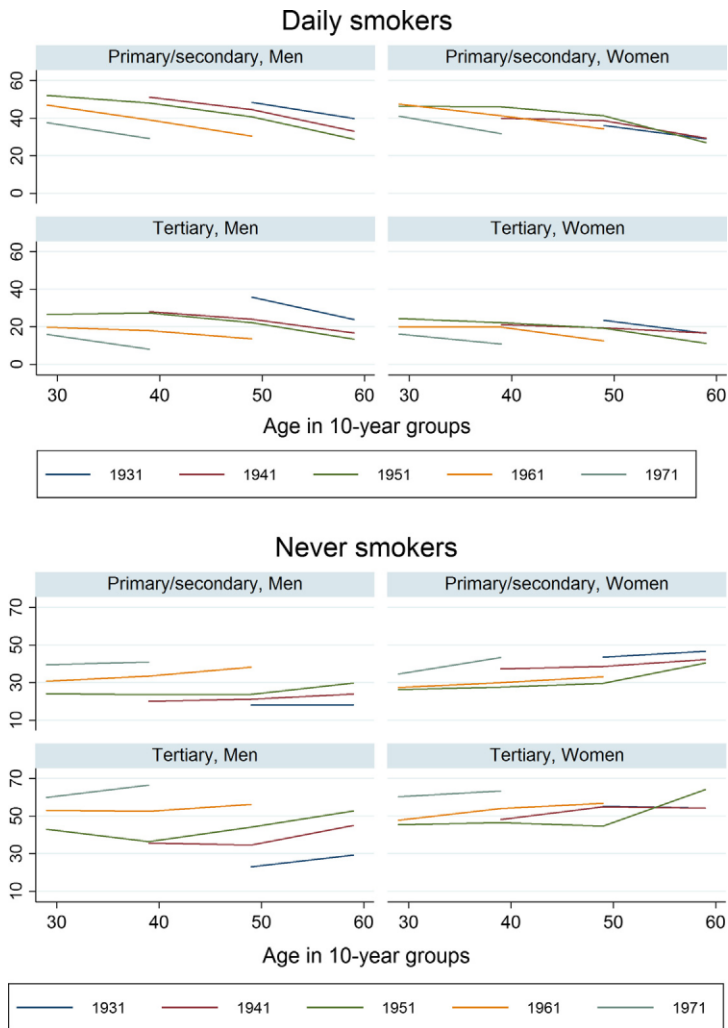 Daily smokers
Primary/secondary, Men
Primary/secondary, Women
60
40
20
0
Tertiary, Men
Tertiary, Women
60
40
20
0
30 40 50 60 30 40 50 60
Age in 10-year groups
1931 1941 1951 1961 1971
Never smokers
Primary/secondary, Men
Primary/secondary, Women
70
50
30
10
Tertiary, Men
Tertiary, Women
70
50
30
10
30 40 50 60 30 40 50 60
Age in 10-year groups
1931 1941 1951 1961 1971